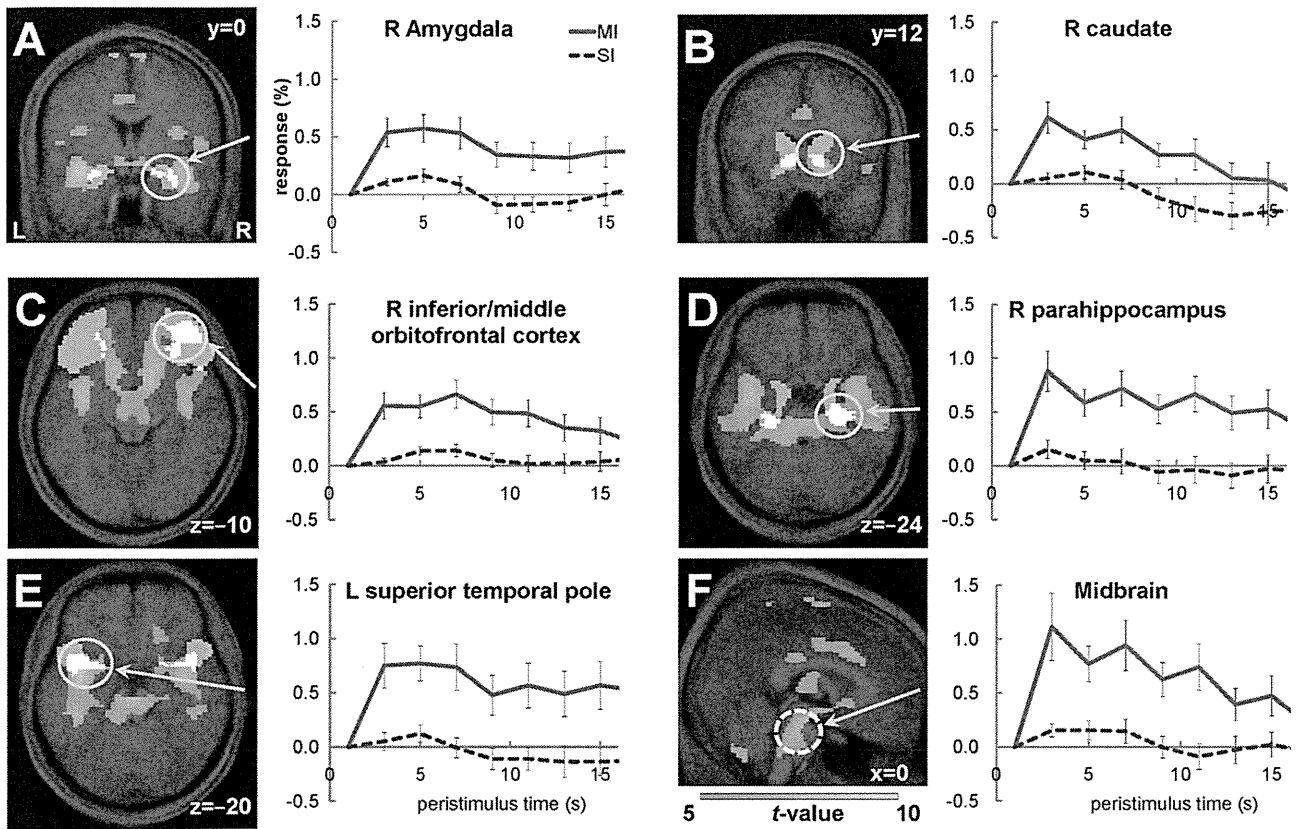 A
y=0
L
R
R Amygdala
MI
SI
response (%)
1.5
1.0
0.5
0.0
-0.5
0
5
10
15
B
y=12
R caudate
1.5
1.0
0.5
0.0
-0.5
0
5
10
15
C
z=−10
R inferior/middle
orbitofrontal cortex
1.5
1.0
0.5
0.0
-0.5
0
5
10
15
D
z=−24
R parahippocampus
1.5
1.0
0.5
0.0
-0.5
0
5
10
15
E
z=−20
L superior temporal pole
1.5
1.0
0.5
0.0
-0.5
0
5
10
15
peristimulus time (s)
F
x=0
5 t-value 10
Midbrain
1.5
1.0
0.5
0.0
-0.5
0
5
10
15
peristimulus time (s)